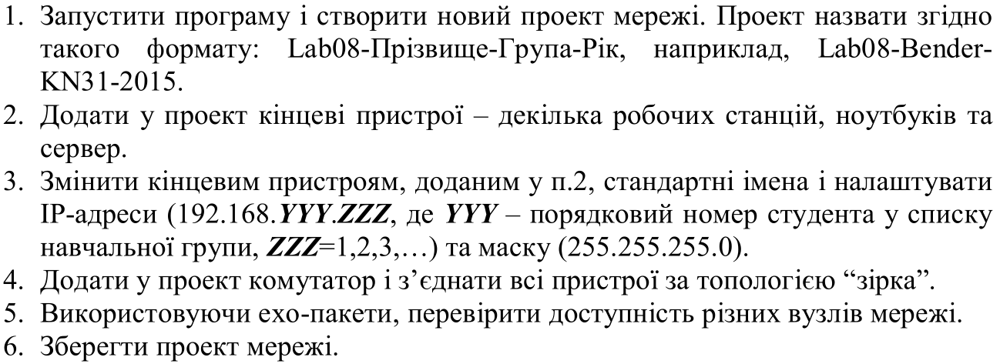 1. Запустити програму і створити новий проект мережі. Проект назвати згідно
такого формату: Lab08-Прізвище-Група-Рік, наприклад, Lab08-Bender-
KN31-2015.
2. Додати у проект кінцеві пристрої – декілька робочих станцій, ноутбуків та
сервер.
3. Змінити кінцевим пристроям, доданим у п.2, стандартні імена і налаштувати
IP-адреси (192.168.YYY.ZZZ, де YYY – порядковий номер студента у списку
навчальної групи, ZZZ=1,2,3,…) та маску (255.255.255.0).
4. Додати у проект комутатор і з’єднати всі пристрої за топологією “зірка”.
5. Використовуючи ехо-пакети, перевірити доступність різних вузлів мережі.
6. Зберегти проект мережі.